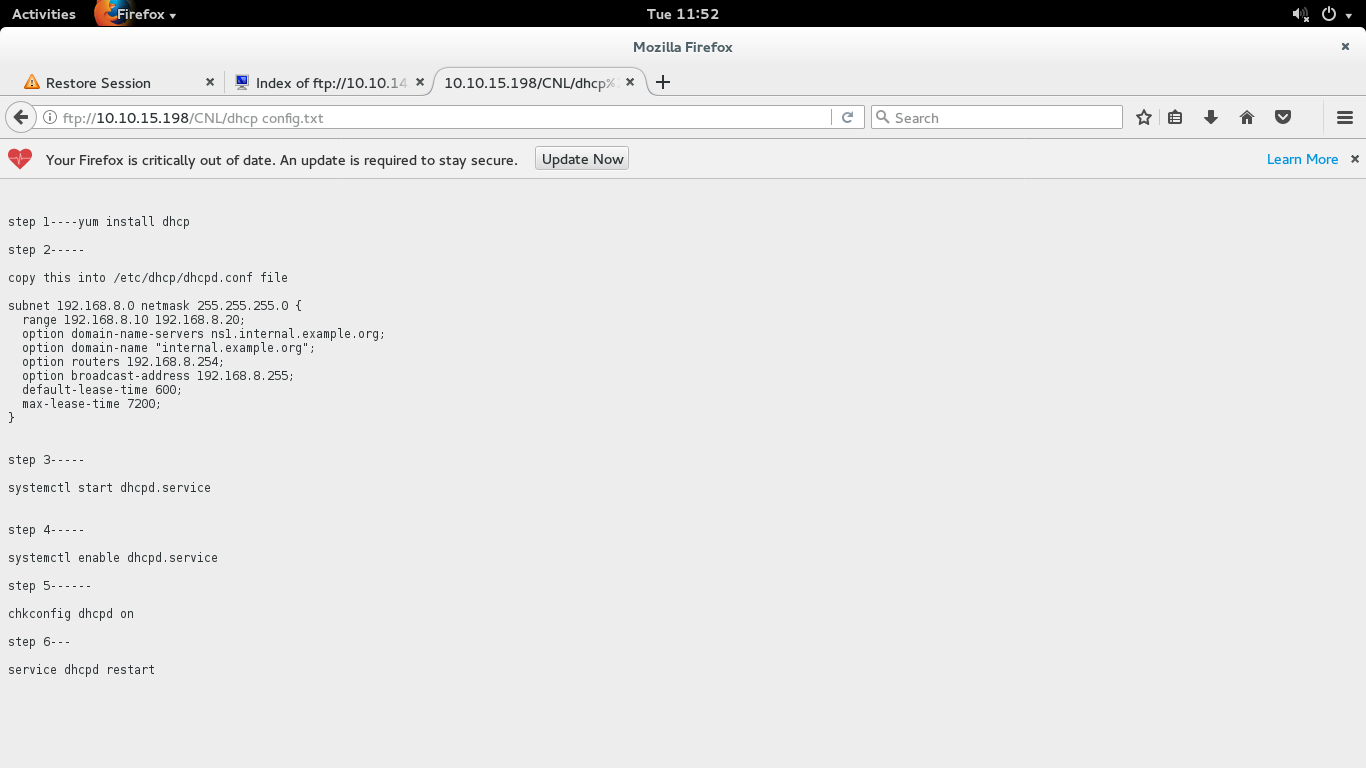 Activities Firefox Tue 11:52
Mozilla Firefox
Restore Session Index of ftp://10.10.14 10.10.15.198/CNL/dhcp%
ftp://10.10.15.198/CNL/dhcp config.txt Search
Your Firefox is critically out of date. An update is required to stay secure. Update Now Learn More
step 1----yum install dhcp
step 2-----
copy this into /etc/dhcp/dhcpd.conf file
subnet 192.168.8.0 netmask 255.255.255.0 {
  range 192.168.8.10 192.168.8.20;
  option domain-name-servers ns1.internal.example.org;
  option domain-name "internal.example.org";
  option routers 192.168.8.254;
  option broadcast-address 192.168.8.255;
  default-lease-time 600;
  max-lease-time 7200;
}
step 3-----
systemctl start dhcpd.service
step 4-----
systemctl enable dhcpd.service
step 5------
chkconfig dhcpd on
step 6---
service dhcpd restart